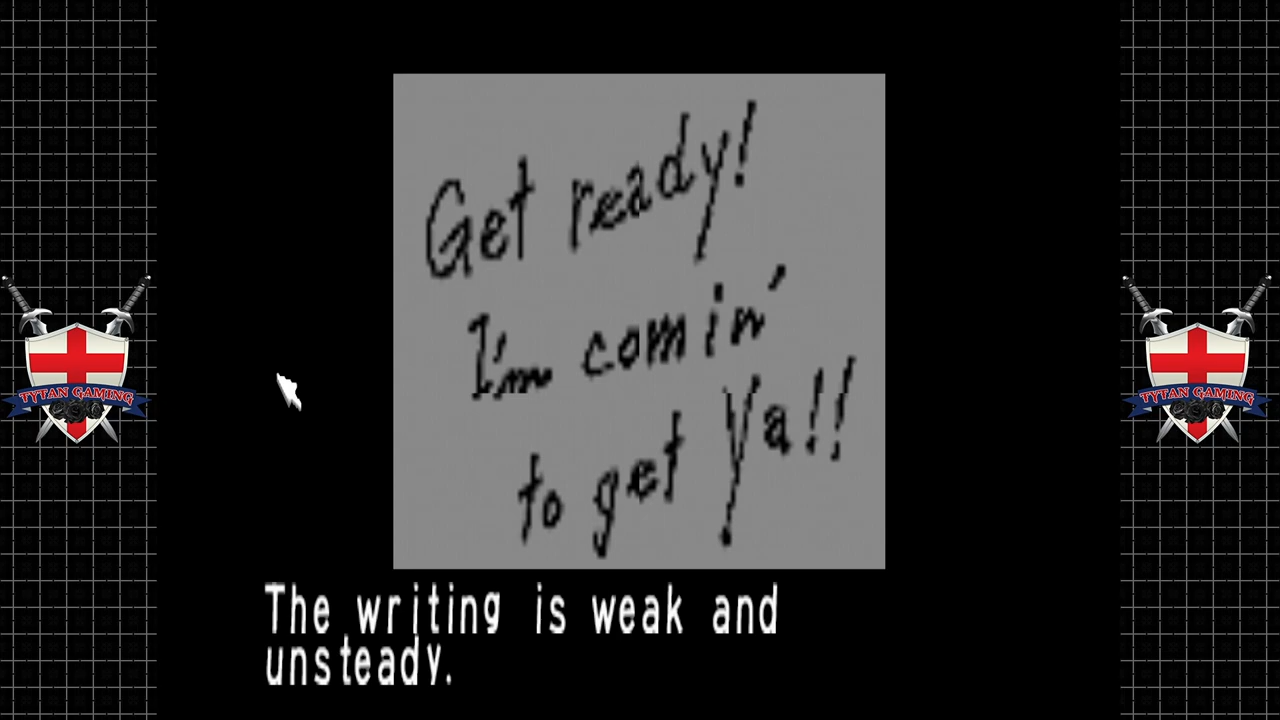 Get ready!
I'm comin'
to get Ya!!
The writing is weak and
unsteady.
TYTAN GAMING
TYTAN GAMING